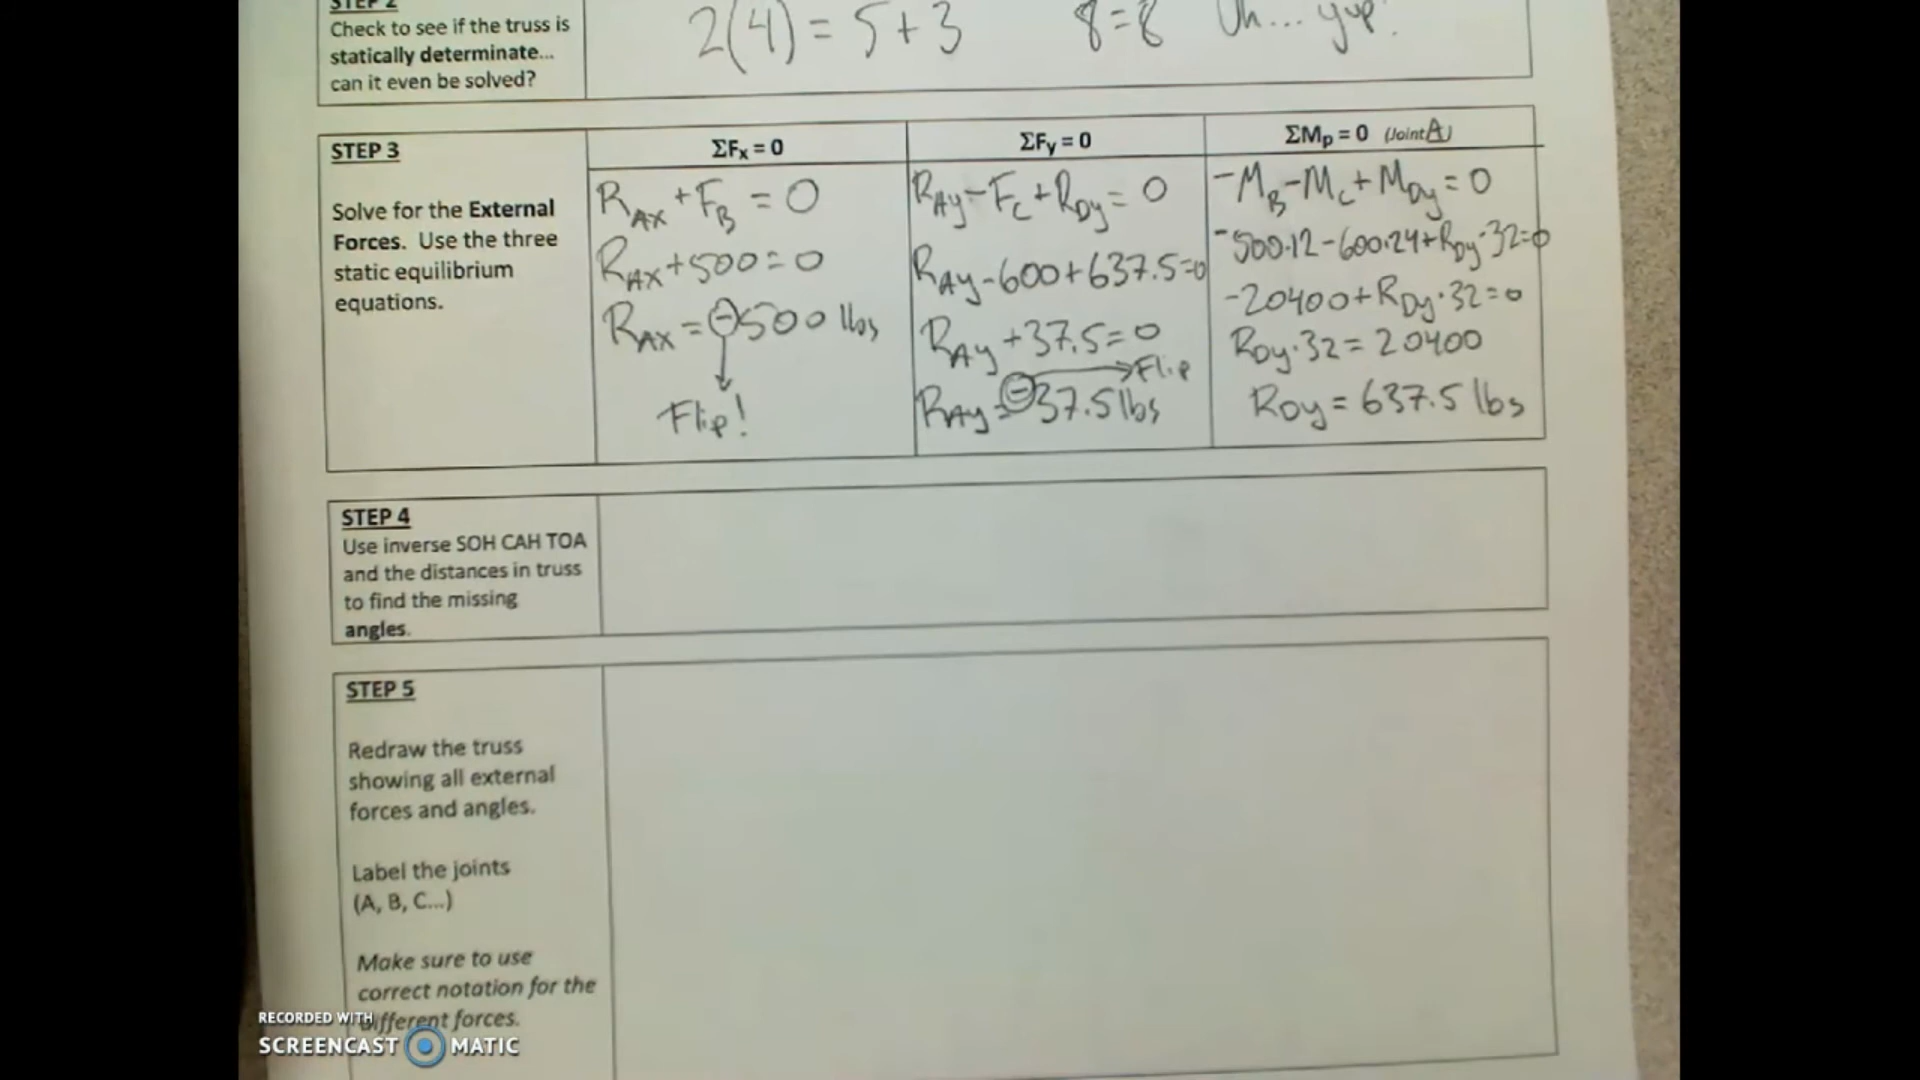 STEP 2
Check to see if the truss is
statically determinate...
can it even be solved?
2(4) = 5 + 3 8=8 Uh... yup!
STEP 3
Solve for the External
Forces. Use the three
static equilibrium
equations.
ΣFx = 0
RAx + FB = 0
RAx + 500 = 0
RAx = -500 lbs
Flip!
ΣFy = 0
RAy - FC + RDy = 0
RAy - 600 + 637.5 = 0
RAy + 37.5 = 0
Flip
RAy = -37.5 lbs
ΣMp = 0 (Joint A)
-MB - MC + MDy = 0
-500·12 - 600·24 + RDy·32 = 0
-20400 + RDy·32 = 0
RDy·32 = 20400
RDy = 637.5 lbs
STEP 4
Use inverse SOH CAH TOA
and the distances in truss
to find the missing
angles.
STEP 5
Redraw the truss
showing all external
forces and angles.
Label the joints
(A, B, C...)
Make sure to use
correct notation for the
different forces.
RECORDED WITH
SCREENCAST MATIC